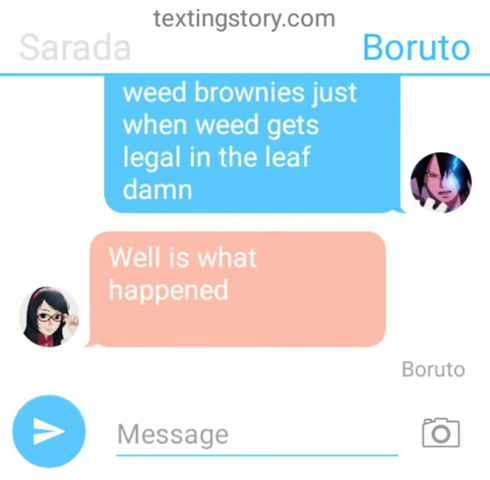 textingstory.com
Sarada
Boruto
weed brownies just
when weed gets
legal in the leaf
damn
Well is what
happened
Boruto
Message